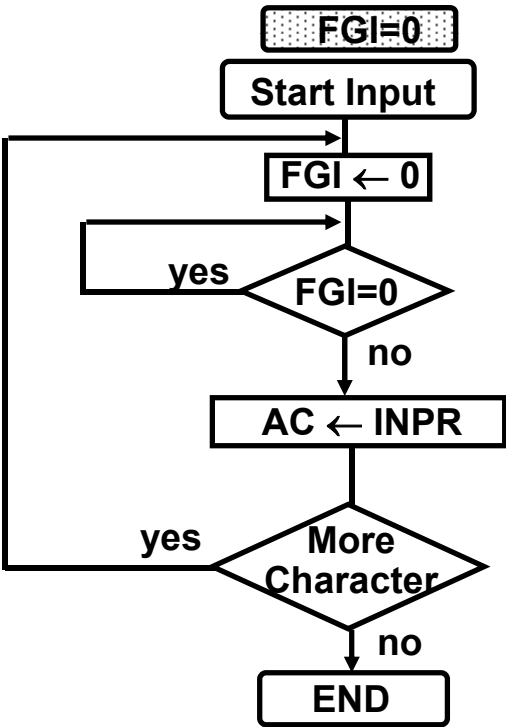 FGI=0
Start Input
FGI ← 0
yes
FGI=0
no
AC ← INPR
yes
More
Character
no
END